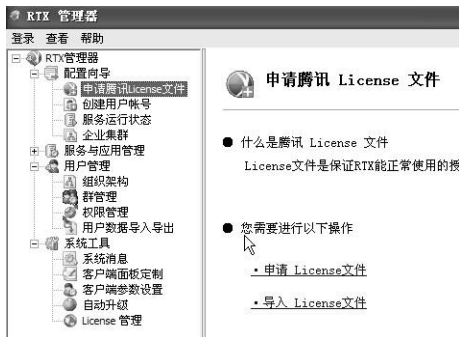 RTX 管理器
登录 查看 帮助
RTX管理器
配置向导
申请腾讯License文件
创建用户帐号
服务运行状态
企业集群
服务与应用管理
用户管理
组织架构
群管理
权限管理
用户数据导入导出
系统工具
系统消息
客户端面板定制
客户端参数设置
自动升级
License 管理
申请腾讯 License 文件
● 什么是腾讯 License 文件
License文件是保证RTX能正常使用的授
● 您需要进行以下操作
·申请 License文件
·导入 License文件